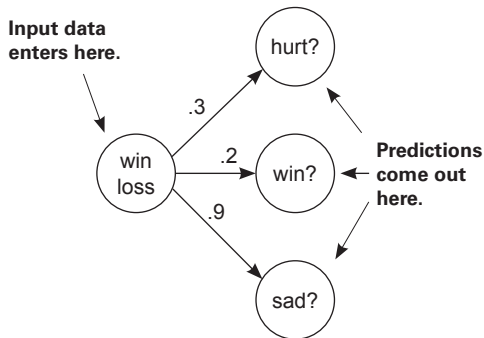 Input data
enters here.
hurt?
.3
win
loss
.2
win?
Predictions
come out
here.
.9
sad?